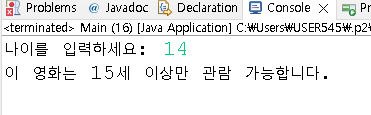 Problems @ Javadoc Declaration Console
<terminated> Main (16) [Java Application] C:\Users\USER545\.p2\
나이를 입력하세요: 14
이 영화는 15세 이상만 관람 가능합니다.